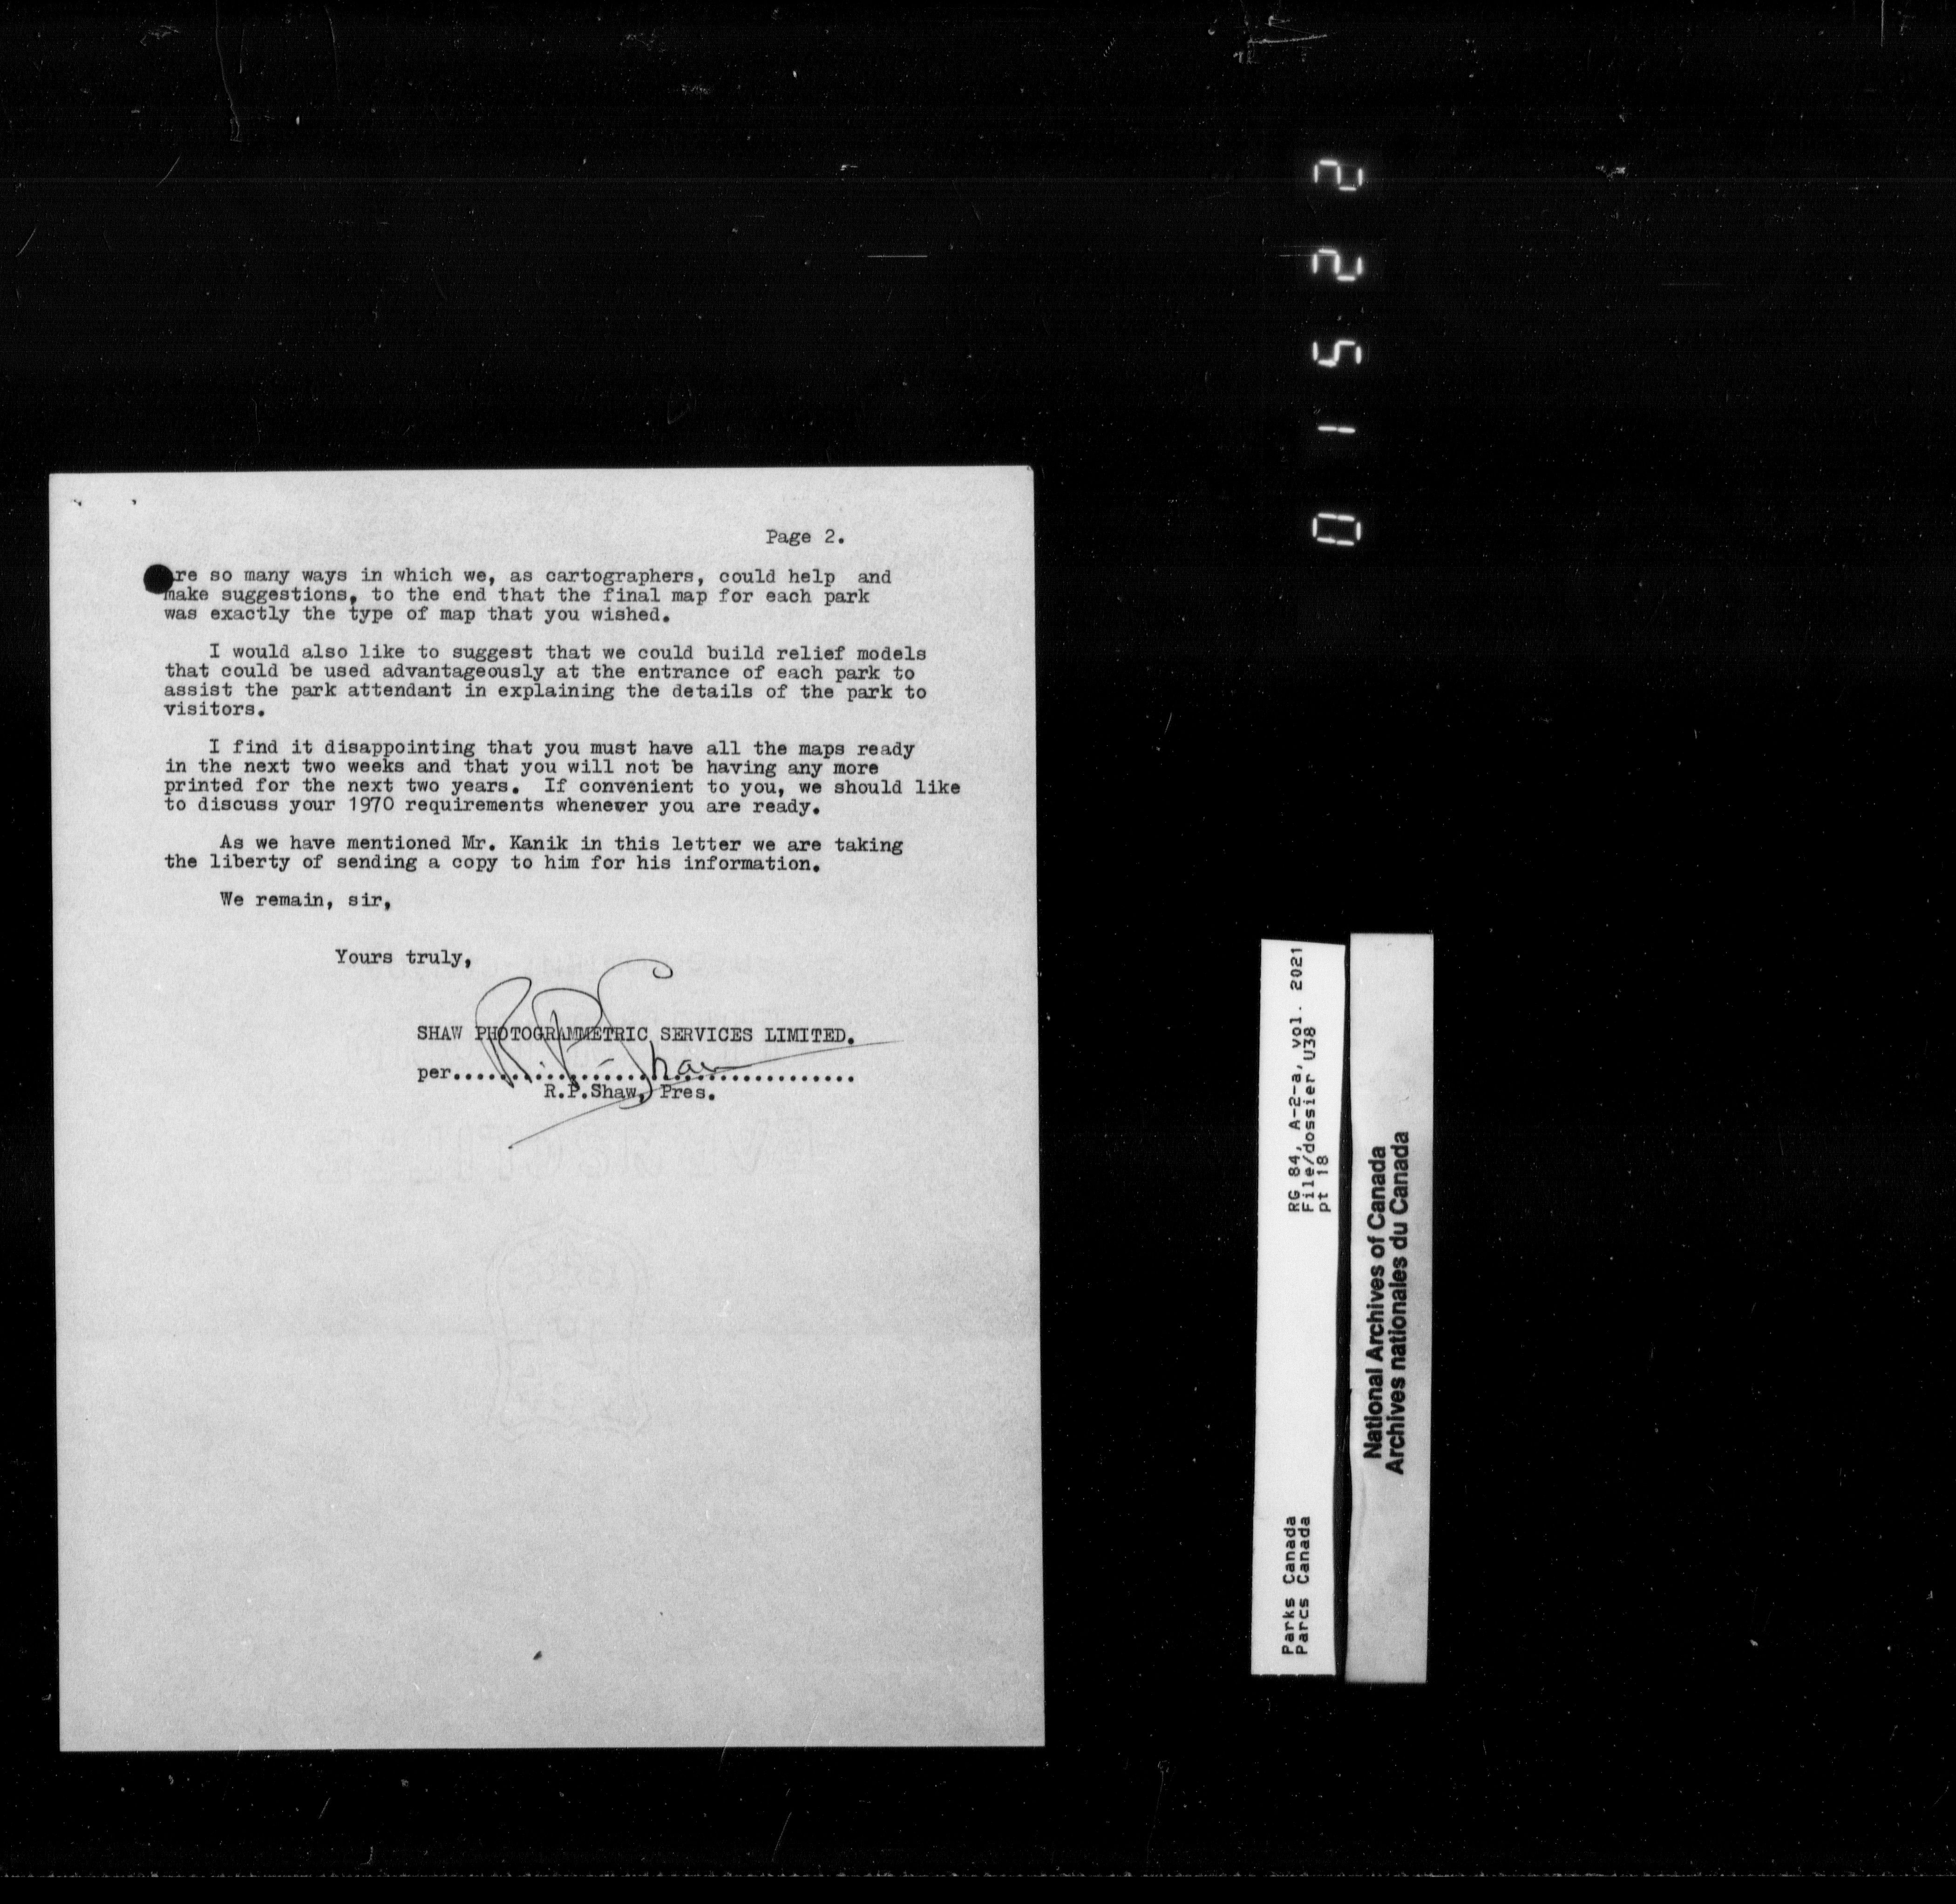 Page 2.
are so many ways in which we, as cartographers, could help and
make suggestions, to the end that the final map for each park
was exactly the type of map that you wished.
I would also like to suggest that we could build relief models
that could be used advantageously at the entrance of each park to
assist the park attendant in explaining the details of the park to
visitors.
I find it disappointing that you must have all the maps ready
in the next two weeks and that you will not be having any more
printed for the next two years. If convenient to you, we should like
to discuss your 1970 requirements whenever you are ready.
As we have mentioned Mr. Kanik in this letter we are taking
the liberty of sending a copy to him for his information.
We remain, sir,
Yours truly,
SHAW PHOTOGRAMMETRIC SERVICES LIMITED.
R.P. Shaw
per...................................
R.P.Shaw, Pres.
01522
RG 84, A-2-a, vol. 2021
File/dossier U38
pt 18
Parks Canada
Parcs Canada
National Archives of Canada
Archives nationales du Canada